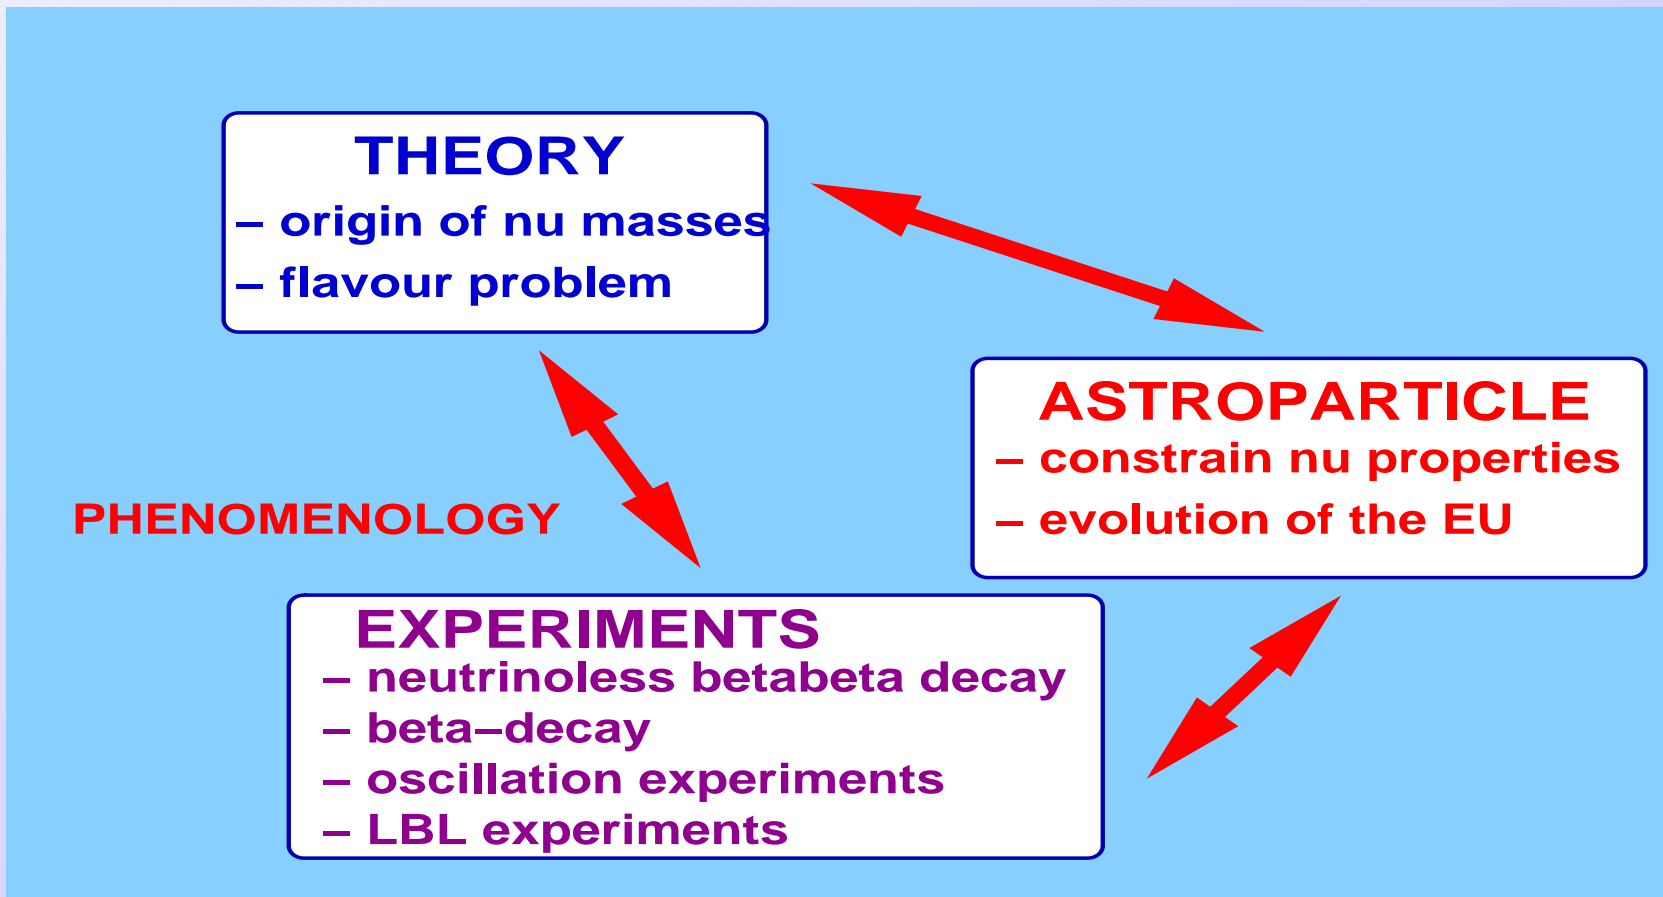 THEORY
– origin of nu masses
– flavour problem
ASTROPARTICLE
– constrain nu properties
– evolution of the EU
PHENOMENOLOGY
EXPERIMENTS
– neutrinoless betabeta decay
– beta–decay
– oscillation experiments
– LBL experiments